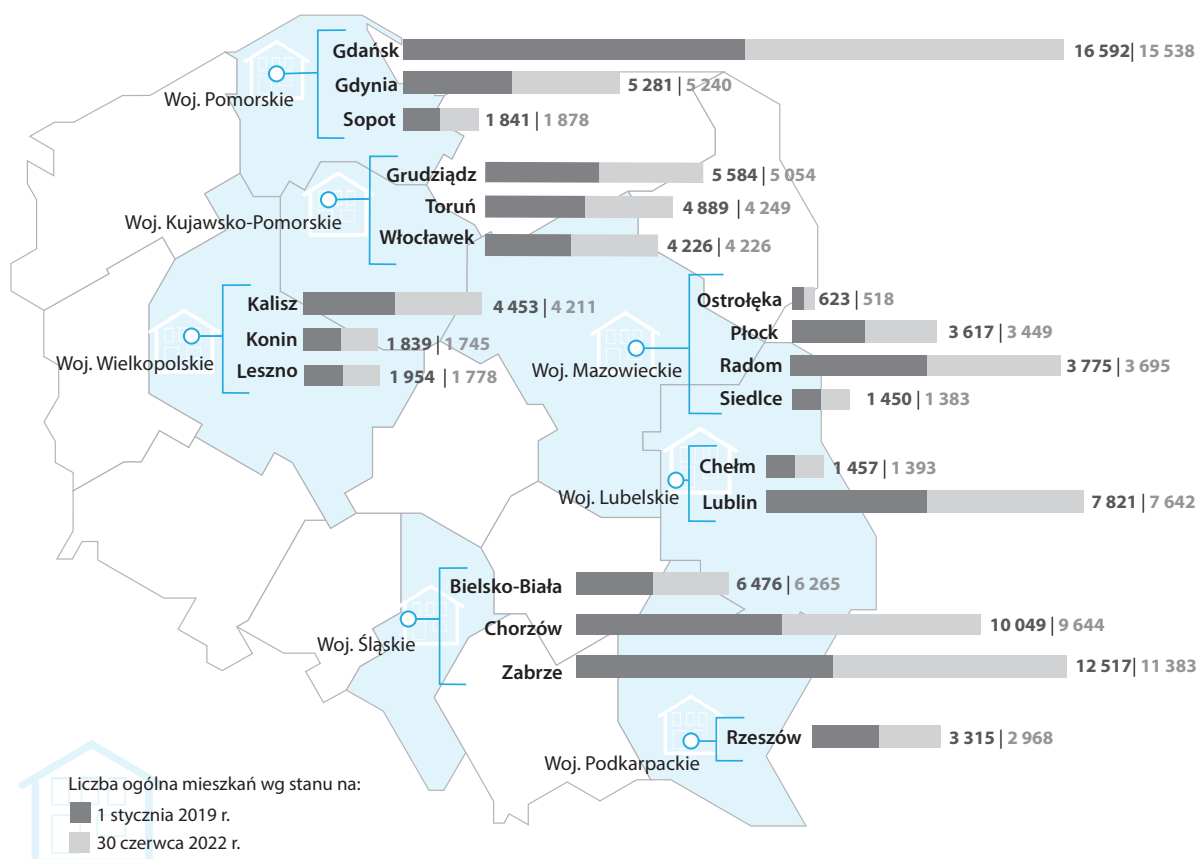 Woj. Pomorskie
Gdańsk 16 592| 15 538
Gdynia 5 281 | 5 240
Sopot 1 841 | 1 878
Woj. Kujawsko-Pomorskie
Grudziądz 5 584 | 5 054
Toruń 4 889 | 4 249
Włocławek 4 226 | 4 226
Woj. Wielkopolskie
Kalisz 4 453 | 4 211
Konin 1 839 | 1 745
Leszno 1 954 | 1 778
Woj. Mazowieckie
Ostrołęka 623 | 518
Płock 3 617 | 3 449
Radom 3 775 | 3 695
Siedlce 1 450 | 1 383
Woj. Lubelskie
Chełm 1 457 | 1 393
Lublin 7 821 | 7 642
Woj. Śląskie
Bielsko-Biała 6 476 | 6 265
Chorzów 10 049 | 9 644
Zabrze 12 517| 11 383
Woj. Podkarpackie
Rzeszów 3 315 | 2 968
Liczba ogólna mieszkań wg stanu na:
1 stycznia 2019 r.
30 czerwca 2022 r.